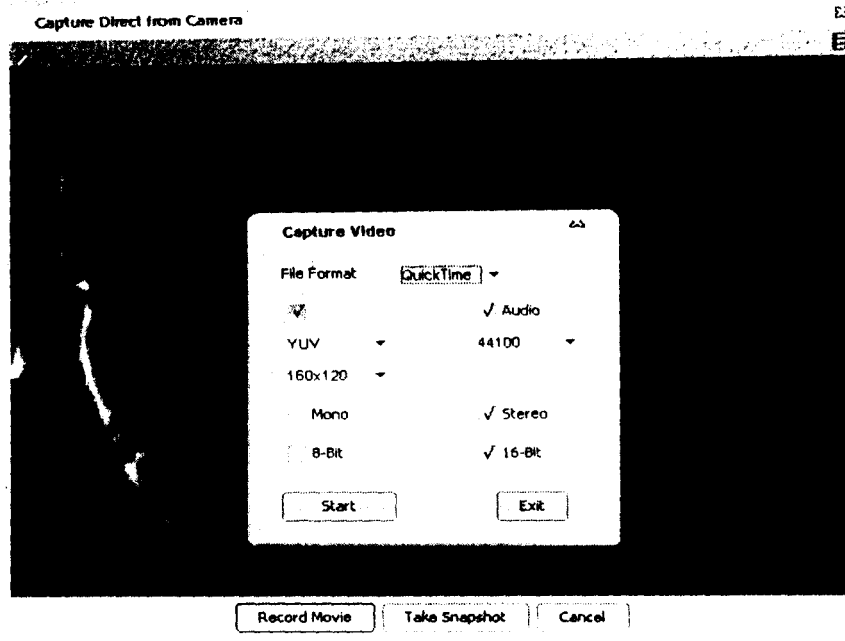 Capture Direct from Camera
Capture Video
File Format QuickTime
Audio
YUV 44100
160x120
Mono Stereo
8-Bit 16-Bit
Start Exit
Record Movie Take Snapshot Cancel